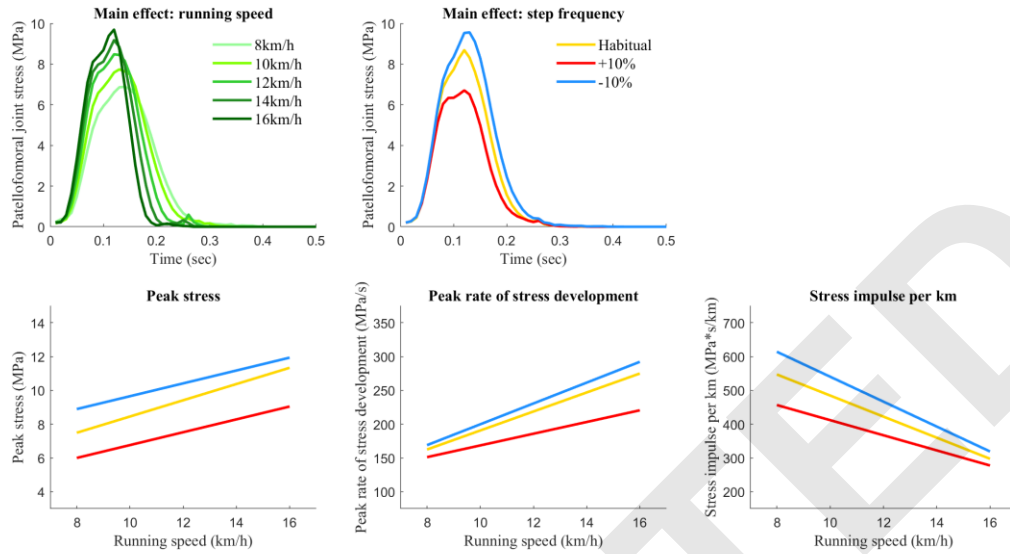 Main effect: running speed
Patellofomoral joint stress (MPa)
10
8
6
4
2
0
8km/h
10km/h
12km/h
14km/h
16km/h
0 0.1 0.2 0.3 0.4 0.5
Time (sec)
Main effect: step frequency
Patellofomoral joint stress (MPa)
10
8
6
4
2
0
Habitual
+10%
-10%
0 0.1 0.2 0.3 0.4 0.5
Time (sec)
Peak stress
Peak stress (MPa)
14
12
10
8
6
4
8 10 12 14 16
Running speed (km/h)
Peak rate of stress development
Peak rate of stress development (MPa/s)
350
300
250
200
150
100
8 10 12 14 16
Running speed (km/h)
Stress impulse per km
Stress impulse per km (MPa*s/km)
700
600
500
400
300
200
8 10 12 14 16
Running speed (km/h)
TED